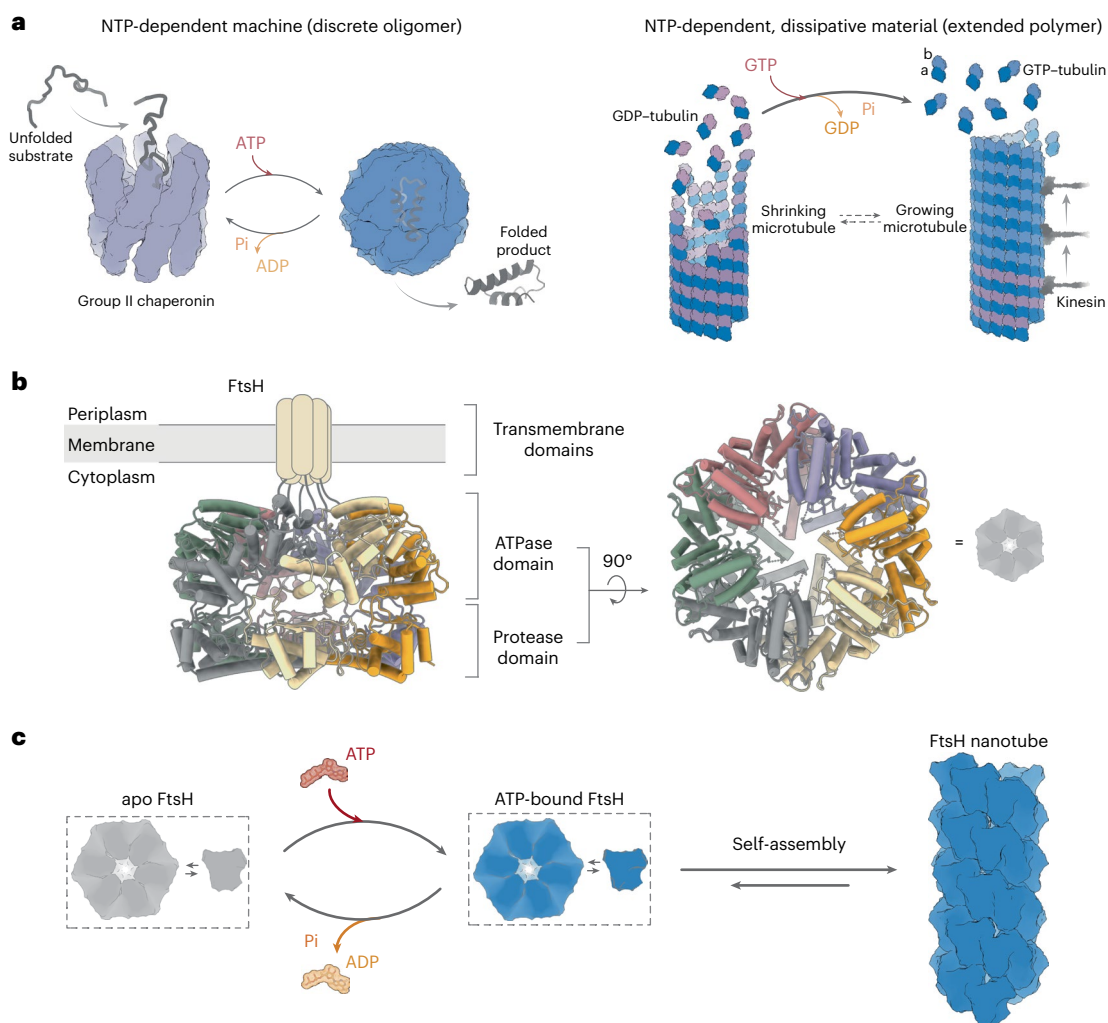 a
NTP-dependent machine (discrete oligomer)
NTP-dependent, dissipative material (extended polymer)
Unfolded
substrate
ATP
Pi
ADP
Folded
product
Group II chaperonin
GTP
Pi
GDP
GDP–tubulin
b
a
GTP–tubulin
Shrinking
microtubule
Growing
microtubule
Kinesin
b
FtsH
Periplasm
Membrane
Cytoplasm
Transmembrane
domains
ATPase
domain
Protease
domain
90°
=
c
apo FtsH
ATP
Pi
ADP
ATP-bound FtsH
Self-assembly
FtsH nanotube